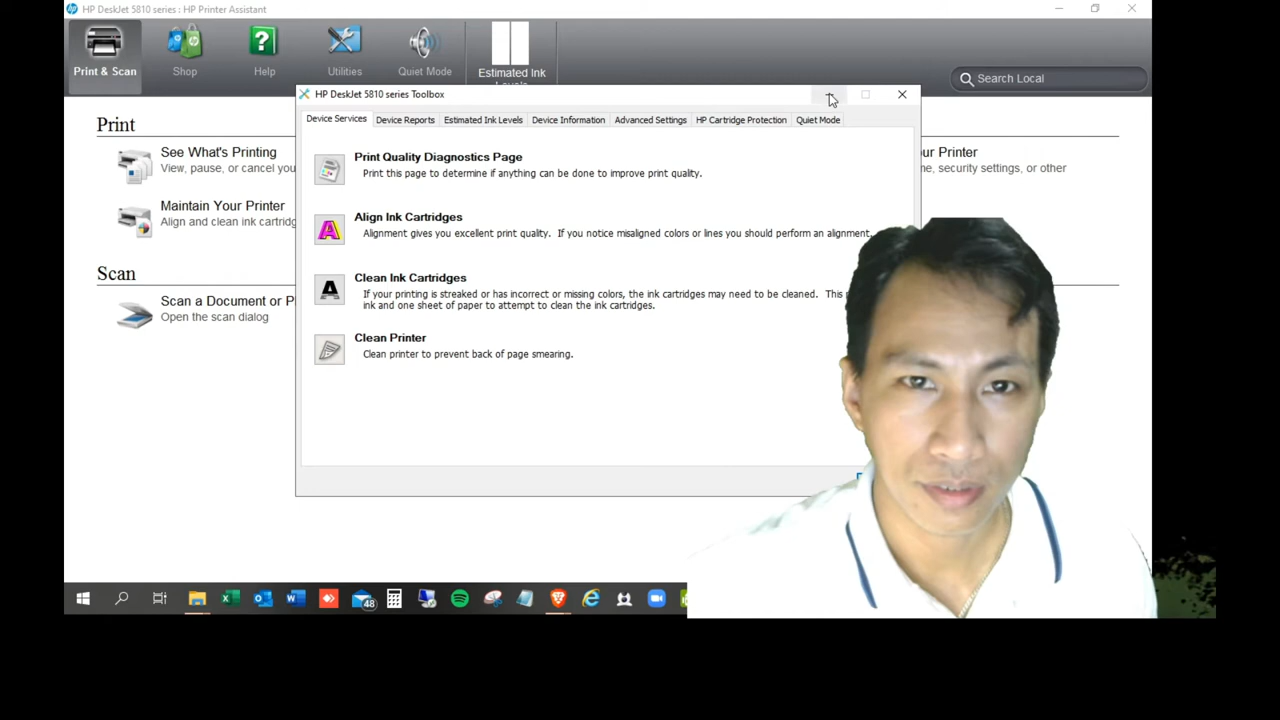 HP DeskJet 5810 series : HP Printer Assistant
Print & Scan
Shop
Help
Utilities
Quiet Mode
Estimated Ink
Search Local
HP DeskJet 5810 series Toolbox
Device Services
Device Reports
Estimated Ink Levels
Device Information
Advanced Settings
HP Cartridge Protection
Quiet Mode
Print
See What's Printing
View, pause, or cancel you
Maintain Your Printer
Align and clean ink cartridg
Scan
Scan a Document or P
Open the scan dialog
our Printer
me, security settings, or other
Print Quality Diagnostics Page
Print this page to determine if anything can be done to improve print quality.
Align Ink Cartridges
Alignment gives you excellent print quality. If you notice misaligned colors or lines you should perform an alignment.
Clean Ink Cartridges
If your printing is streaked or has incorrect or missing colors, the ink cartridges may need to be cleaned. This
ink and one sheet of paper to attempt to clean the ink cartridges.
Clean Printer
Clean printer to prevent back of page smearing.
48